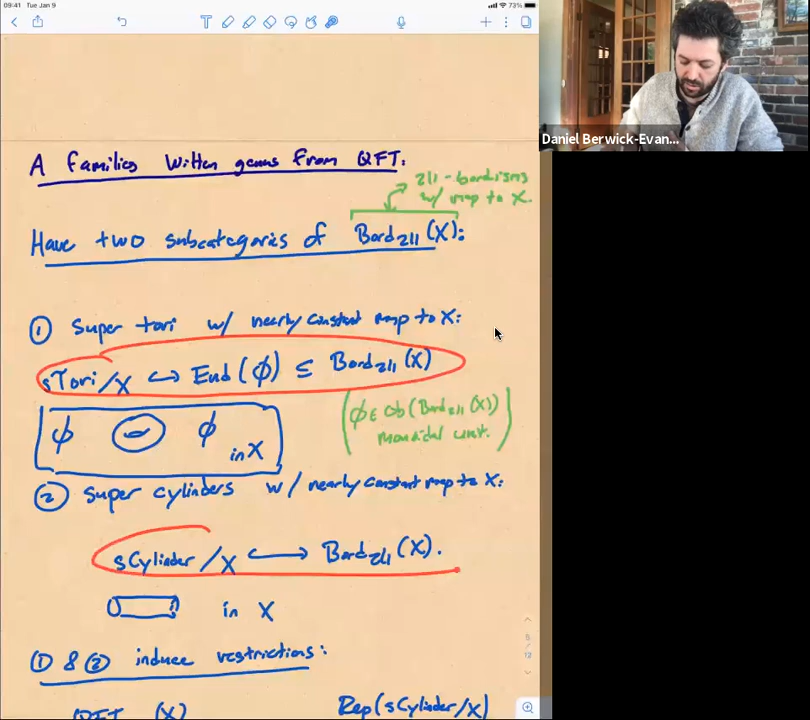 09:41 Tue Jan 9
73%
Daniel Berwick-Evan...
A families Witten genus from QFT:
2|1-bordisms
w/ map to X.
Have two subcategories of Bord₂|₁(X):
① Super tori w/ nearly constant map to X:
sTori/X ↪ End(∅) ⊆ Bord₂|₁(X)
(∅ ∈ Ob(Bord₂|₁(X))
monoidal unit.)
∅ ∅ in X
② Super cylinders w/ nearly constant map to X:
sCylinder/X ↪ Bord₂|₁(X).
in X
① & ② induce restrictions:
QFT (X) Rep(sCylinder/X)
5
/
12